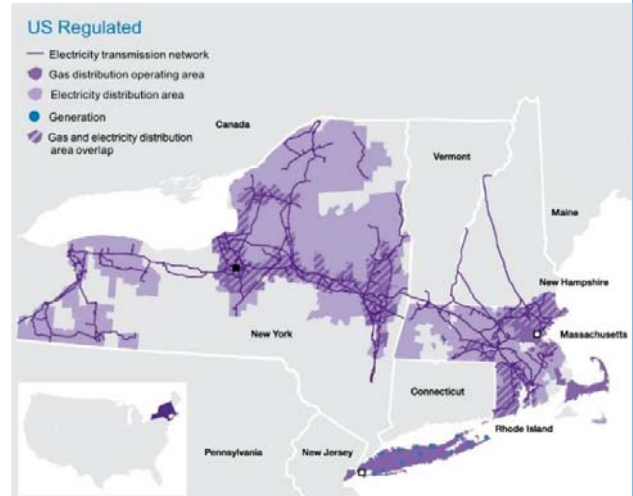 US Regulated
Electricity transmission network
Gas distribution operating area
Electricity distribution area
Generation
Gas and electricity distribution
area overlap
Canada
Vermont
Maine
New Hampshire
New York
Massachusetts
Connecticut
Rhode Island
Pennsylvania
New Jersey